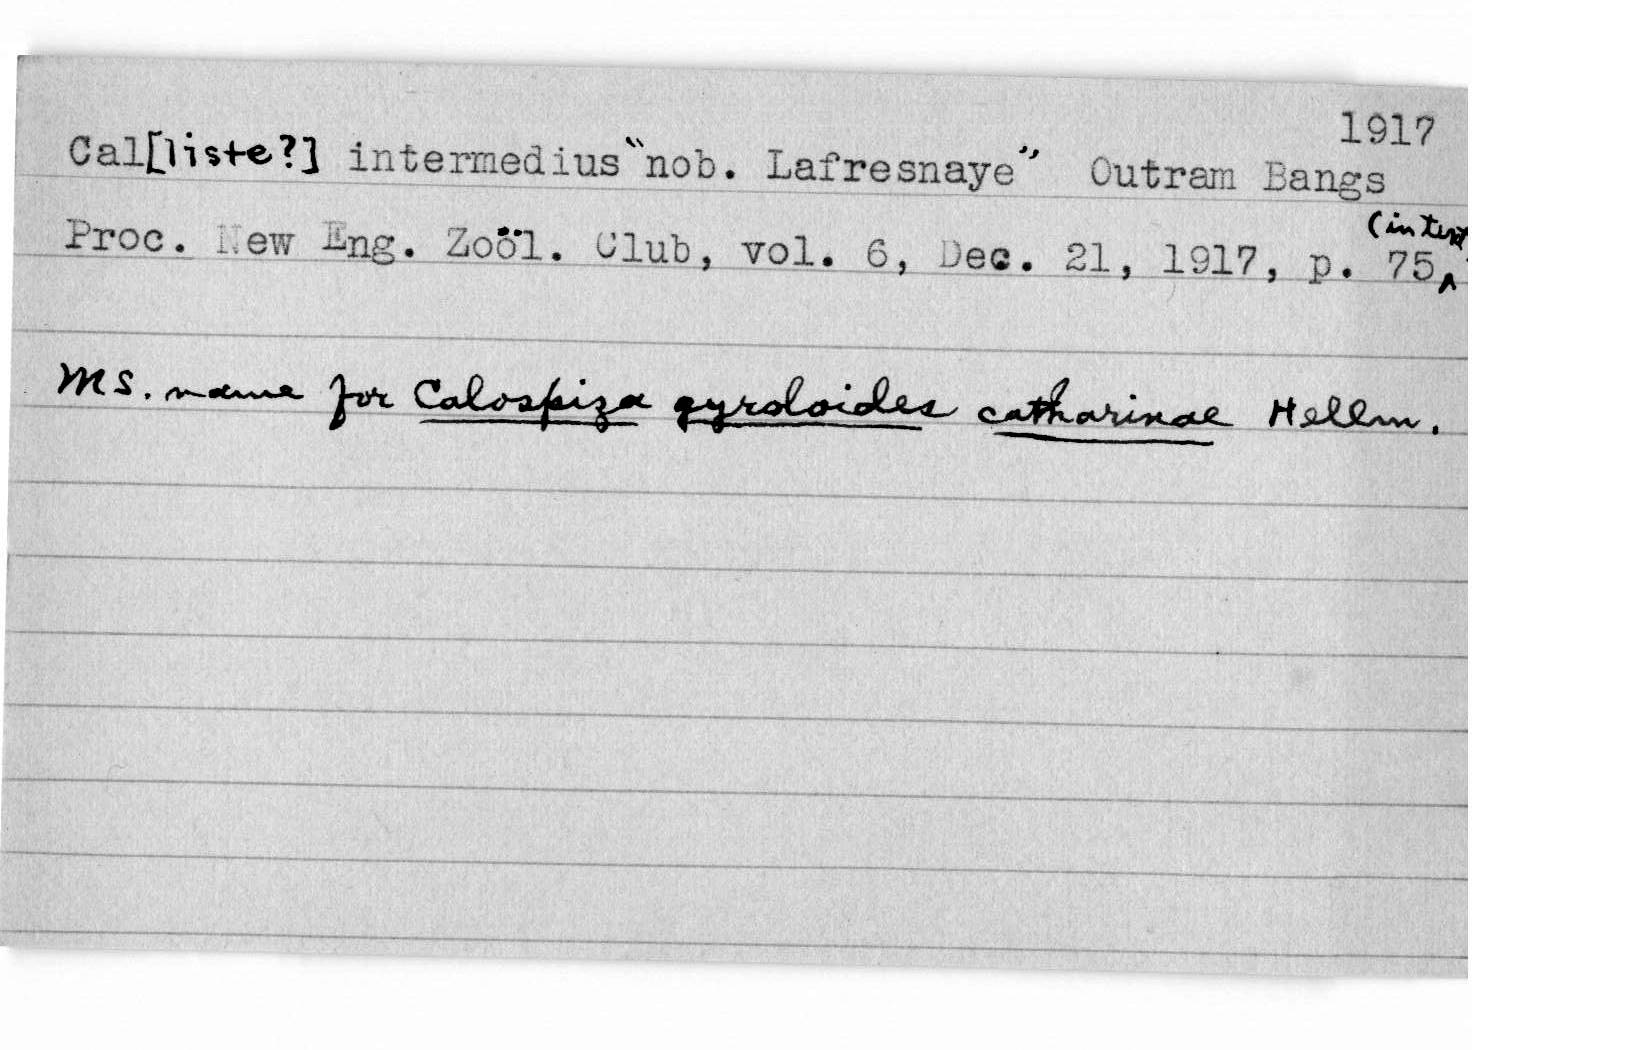 1917
Cal[liste?] intermedius "nob. Lafresnaye" Outram Bangs
Proc. New Eng. Zoöl. Club, vol. 6, Dec. 21, 1917, p. 75 (in text
MS. name for Calospiza gyroloides catharinae Hellm.